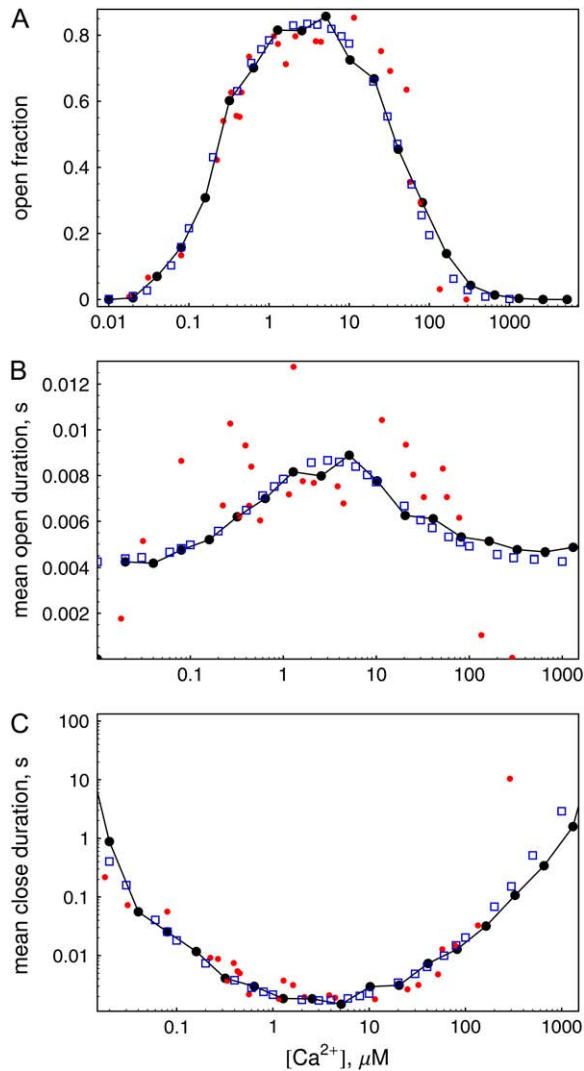 A
open fraction
0.8
0.6
0.4
0.2
0
0.01 0.1 1 10 100 1000
B
mean open duration, s
0.012
0.01
0.008
0.006
0.004
0.002
0.1 1 10 100 1000
C
mean close duration, s
100
10
1
0.1
0.01
0.1 1 10 100 1000
[Ca²⁺], μM